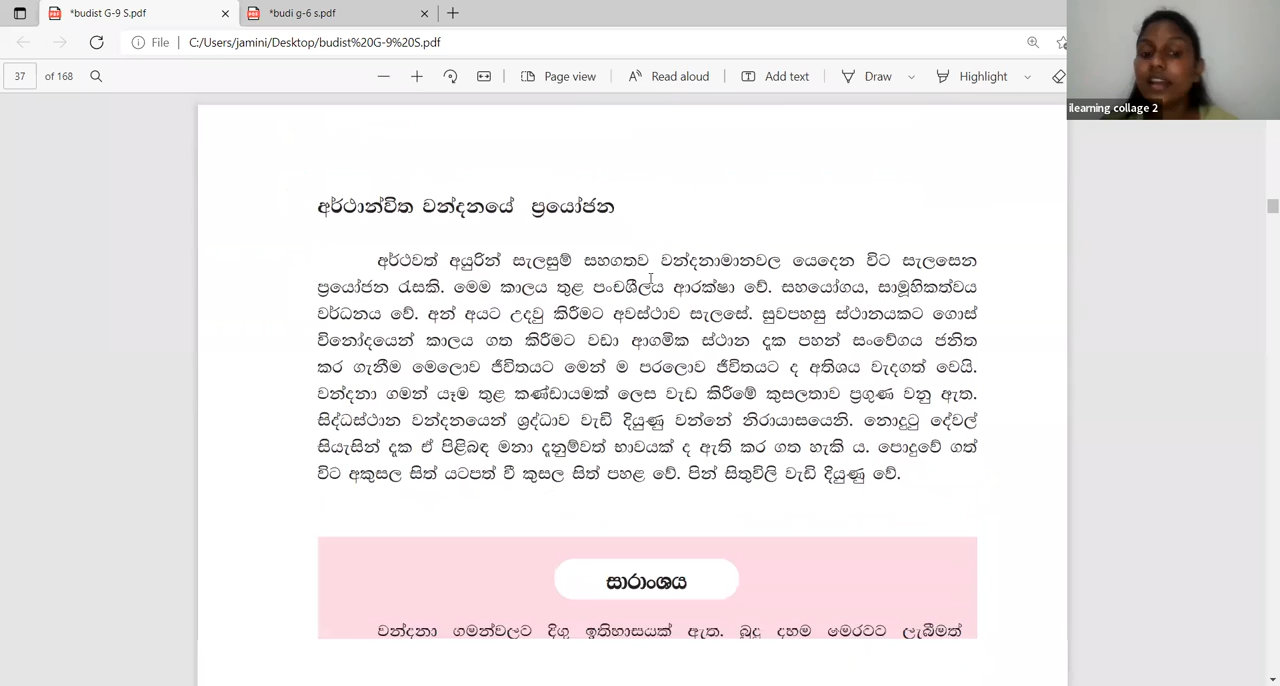 *budist G-9 S.pdf
*budi g-6 s.pdf
File
C:/Users/jamini/Desktop/budist%20G-9%20S.pdf
37 of 168
Page view
Read aloud
Add text
Draw
Highlight
ilearning collage 2
අර්ථාන්විත වන්දනයේ ප්‍රයෝජන
අර්ථවත් අයුරින් සැලසුම් සහගතව වන්දනාමානවල යෙදෙන විට සැලසෙන
ප්‍රයෝජන රැසකි. මෙම කාලය තුළ පංචශීලය ආරක්ෂා වේ. සහයෝගය, සාමූහිකත්වය
වර්ධනය වේ. අන් අයට උදවු කිරීමට අවස්ථාව සැලසේ. සුවපහසු ස්ථානයකට ගොස්
විනෝදයෙන් කාලය ගත කිරීමට වඩා ආගමික ස්ථාන දැක පහන් සංවේගය ජනිත
කර ගැනීම මෙලොව ජීවිතයට මෙන් ම පරලොව ජීවිතයට ද අතිශය වැදගත් වෙයි.
වන්දනා ගමන් යෑම තුළ කණ්ඩායමක් ලෙස වැඩ කිරීමේ කුසලතාව ප්‍රගුණ වනු ඇත.
සිද්ධස්ථාන වන්දනයෙන් ශ්‍රද්ධාව වැඩි දියුණු වන්නේ නිරායාසයෙනි. නොදුටු දේවල්
සියැසින් දැක ඒ පිළිබඳ මනා දැනුම්වත් භාවයක් ද ඇති කර ගත හැකි ය. පොදුවේ ගත්
විට අකුසල සිත් යටපත් වී කුසල සිත් පහළ වේ. පින් සිතුවිලි වැඩි දියුණු වේ.
සාරාංශය
වන්දනා ගමන්වලට දිගු ඉතිහාසයක් ඇත. බුදු දහම මෙරටට ලැබීමත්